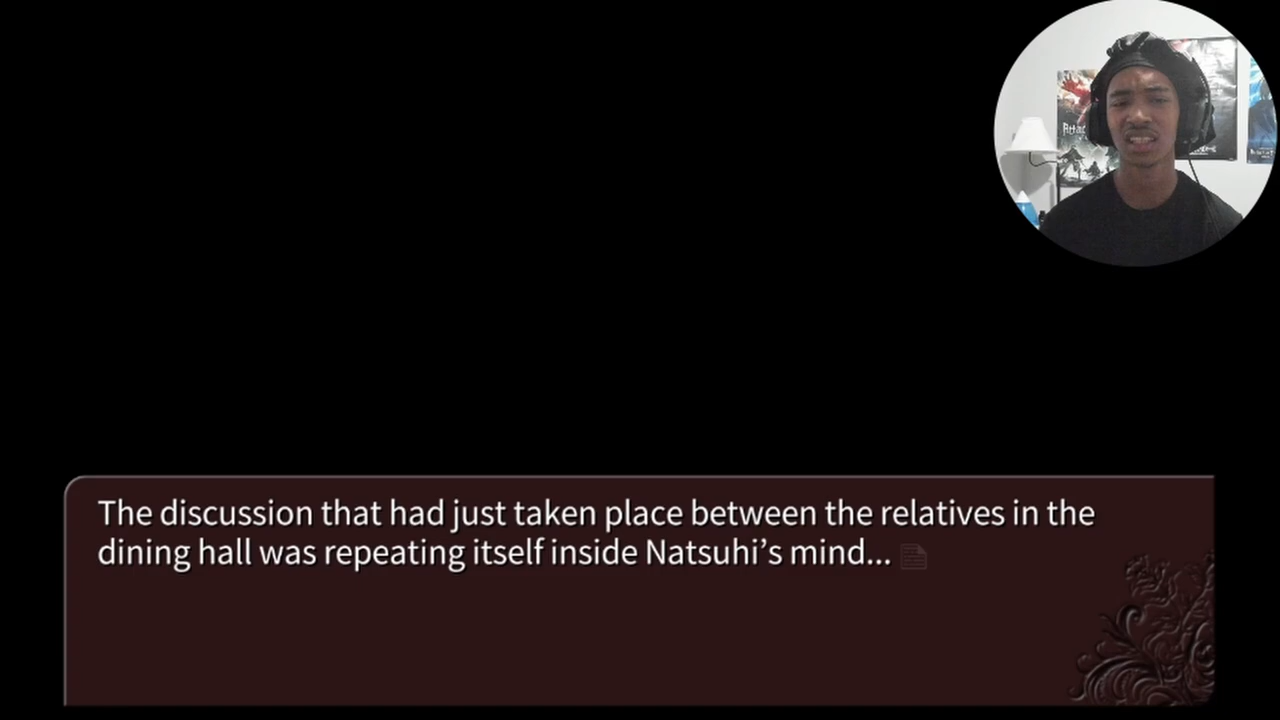 The discussion that had just taken place between the relatives in the
dining hall was repeating itself inside Natsuhi’s mind...